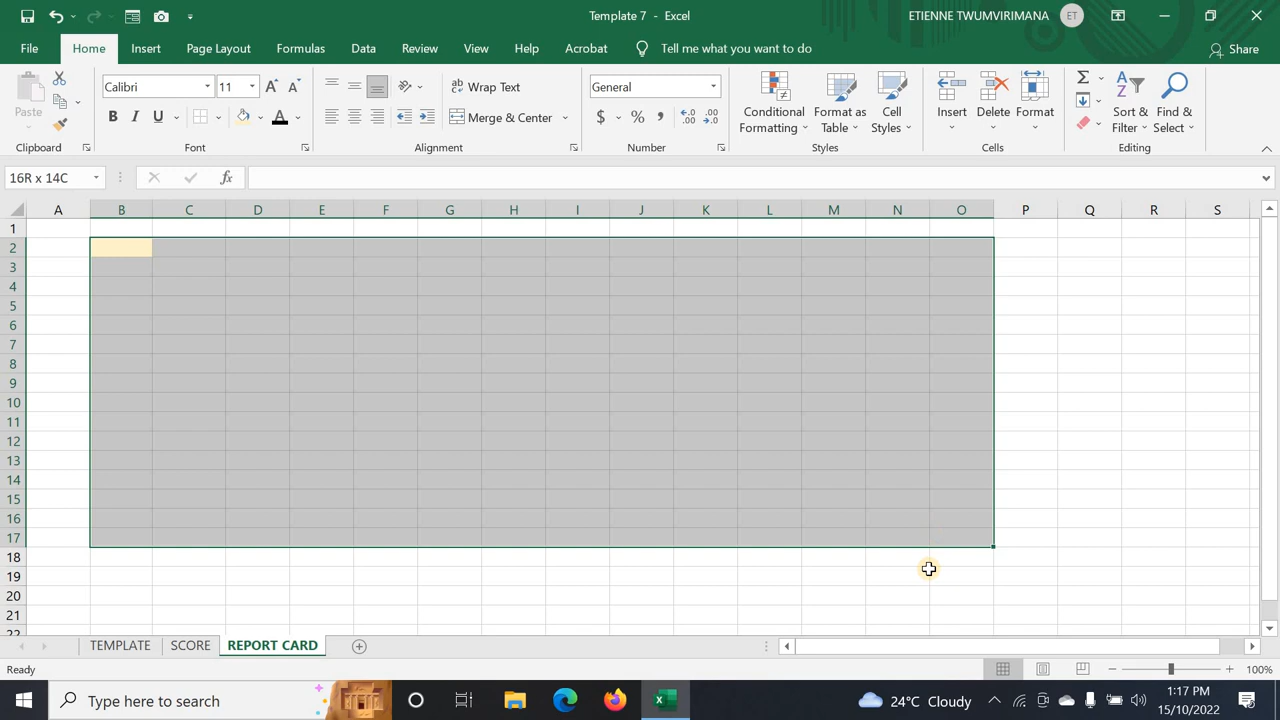 Template 7 - Excel
ETIENNE TWUMVIRIMANA ET
File Home Insert Page Layout Formulas Data Review View Help Acrobat Tell me what you want to do Share
Paste
Clipboard
Calibri 11
B I U A
Font
ab Wrap Text
Merge & Center
Alignment
General
$ % ,
Number
Conditional Formatting
Format as Table
Cell Styles
Styles
Insert Delete Format
Cells
Sort & Filter
Find & Select
Editing
16R x 14C fx
A B C D E F G H I J K L M N O P Q R S
1
2
3
4
5
6
7
8
9
10
11
12
13
14
15
16
17
18
19
20
21
22
TEMPLATE SCORE REPORT CARD
Ready 100%
Type here to search
24°C Cloudy
1:17 PM
15/10/2022